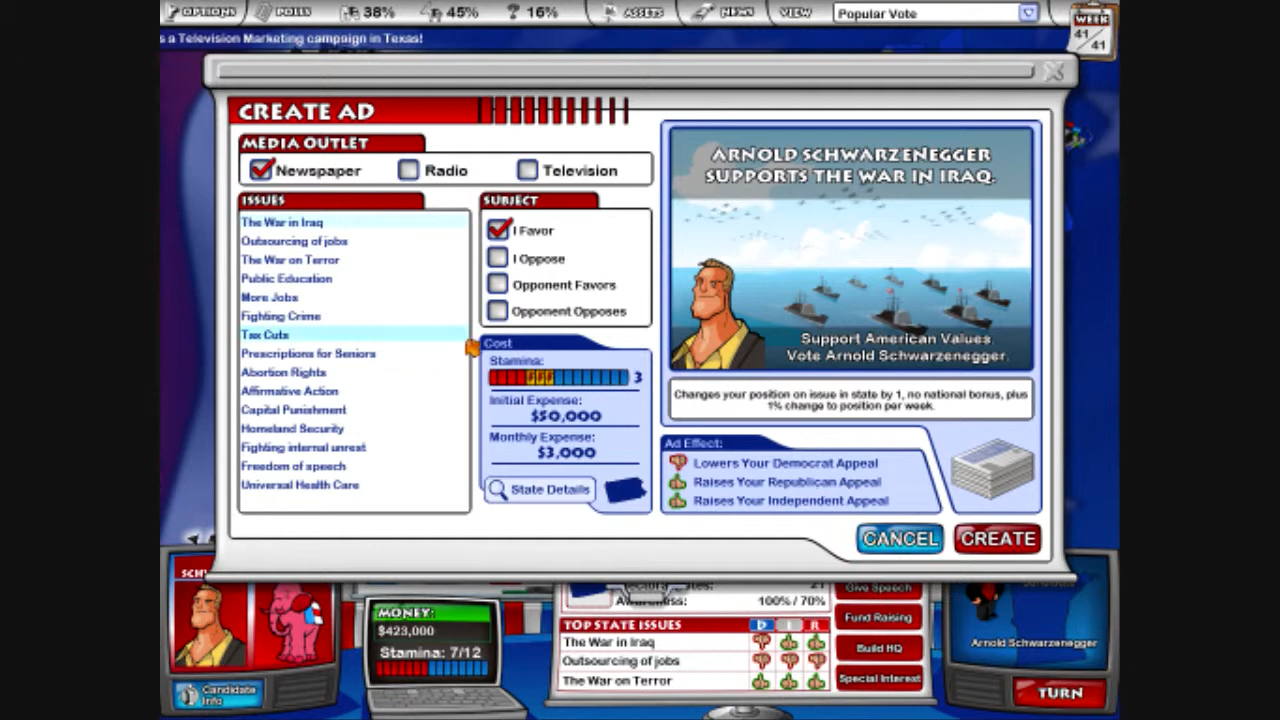 OPTIONS POLLS 38% 45% 16% ASSETS NEWS VIEW Popular Vote WEEK
41
41
s a Television Marketing campaign in Texas!
CREATE AD
MEDIA OUTLET
Newspaper Radio Television
ISSUES
The War in Iraq
Outsourcing of jobs
The War on Terror
Public Education
More Jobs
Fighting Crime
Tax Cuts
Prescriptions for Seniors
Abortion Rights
Affirmative Action
Capital Punishment
Homeland Security
Fighting internal unrest
Freedom of speech
Universal Health Care
SUBJECT
I Favor
I Oppose
Opponent Favors
Opponent Opposes
Cost
Stamina:
3
Initial Expense:
$50,000
Monthly Expense:
$3,000
State Details
ARNOLD SCHWARZENEGGER
SUPPORTS THE WAR IN IRAQ.
Support American Values
Vote Arnold Schwarzenegger.
Changes your position on issue in state by 1, no national bonus, plus
1% change to position per week.
Ad Effect:
Lowers Your Democrat Appeal
Raises Your Republican Appeal
Raises Your Independent Appeal
CANCEL CREATE
SCHW
Candidate
Info
MONEY:
$423,000
Stamina: 7/12
Awareness: 100% / 70%
TOP STATE ISSUES D I R
The War in Iraq
Outsourcing of jobs
The War on Terror
Give Speech
Fund Raising
Build HQ
Special Interest
Arnold Schwarzenegger
TURN